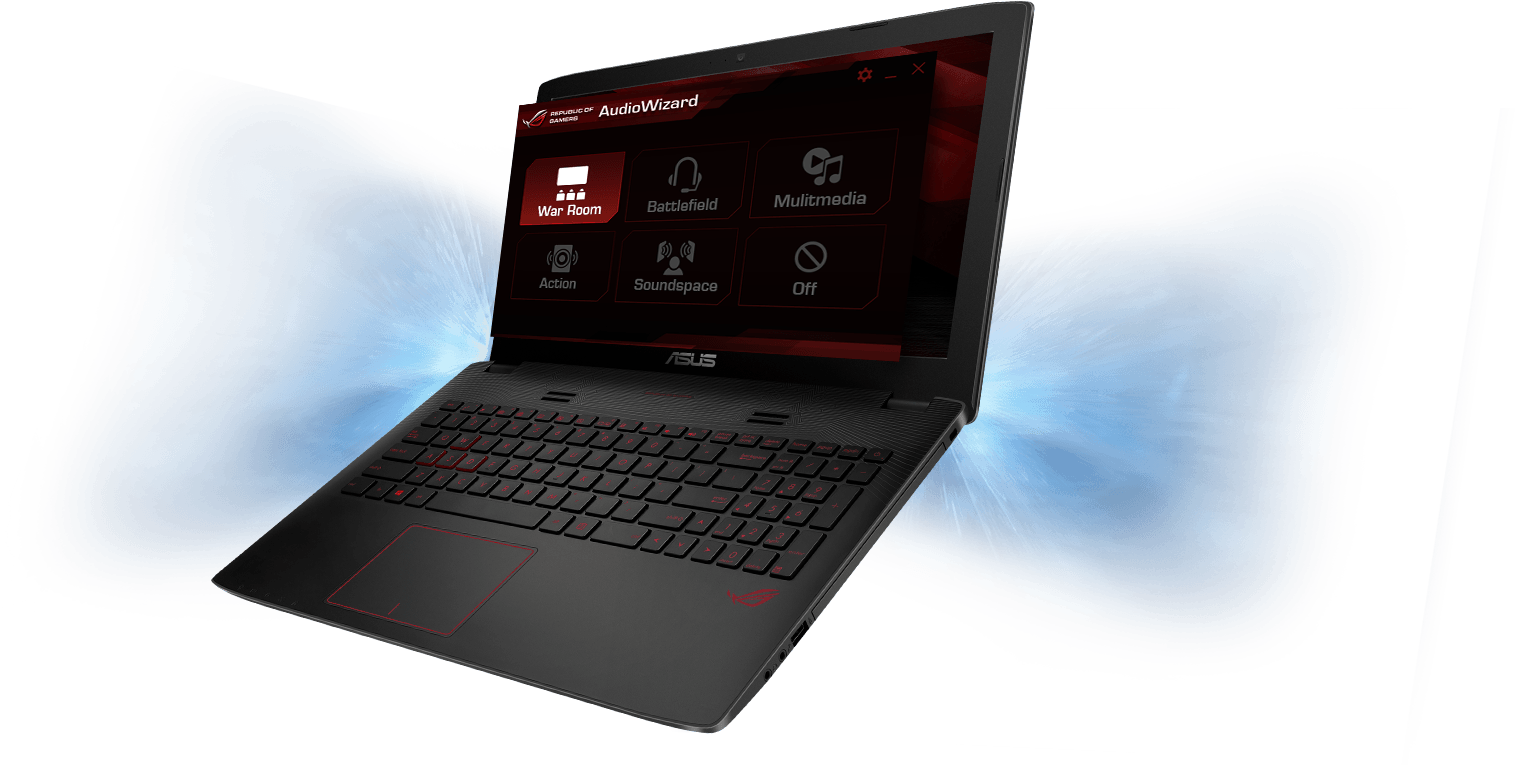 REPUBLIC OF
GAMERS
AudioWizard
War Room
Battlefield
Mulitmedia
Action
Soundspace
Off
ASUS